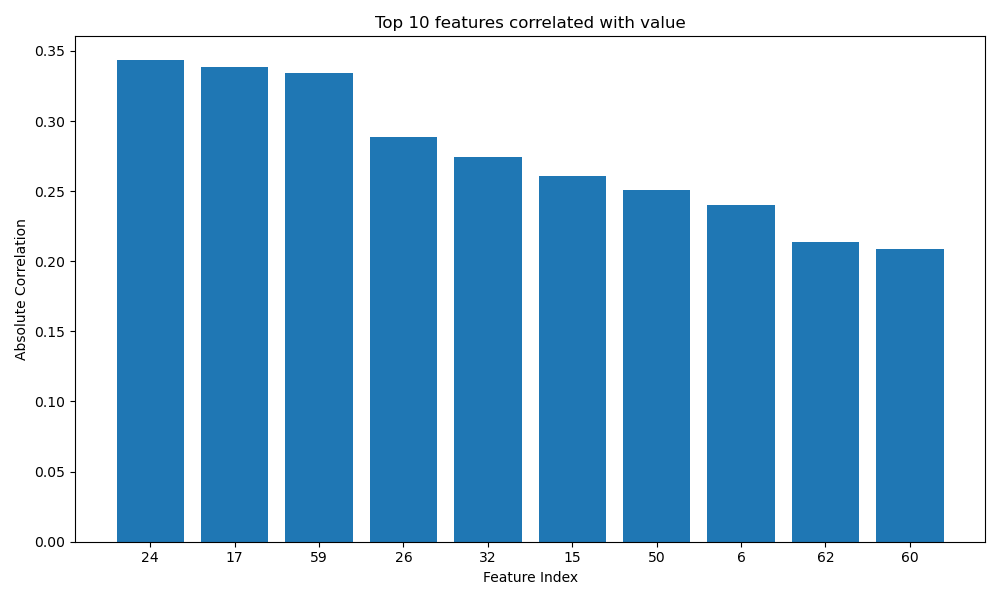 Top 10 features correlated with value
Absolute Correlation
0.35
0.30
0.25
0.20
0.15
0.10
0.05
0.00
24 17 59 26 32 15 50 6 62 60
Feature Index